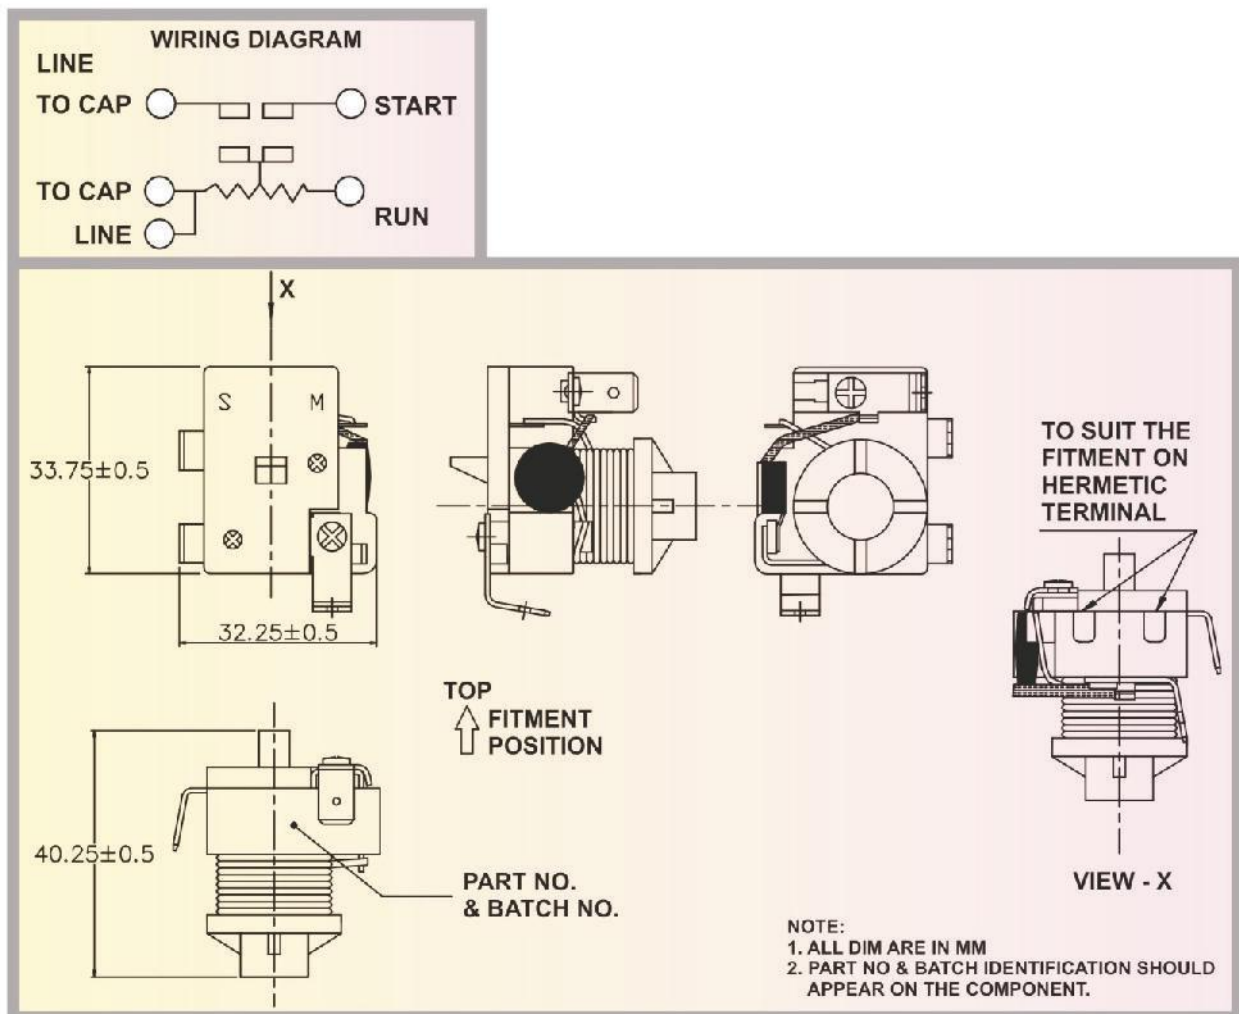 WIRING DIAGRAM
LINE
TO CAP
START
TO CAP
RUN
LINE
X
S M
33.75±0.5
32.25±0.5
TO SUIT THE
FITMENT ON
HERMETIC
TERMINAL
TOP
FITMENT
POSITION
40.25±0.5
PART NO.
& BATCH NO.
VIEW - X
NOTE:
1. ALL DIM ARE IN MM
2. PART NO & BATCH IDENTIFICATION SHOULD
APPEAR ON THE COMPONENT.